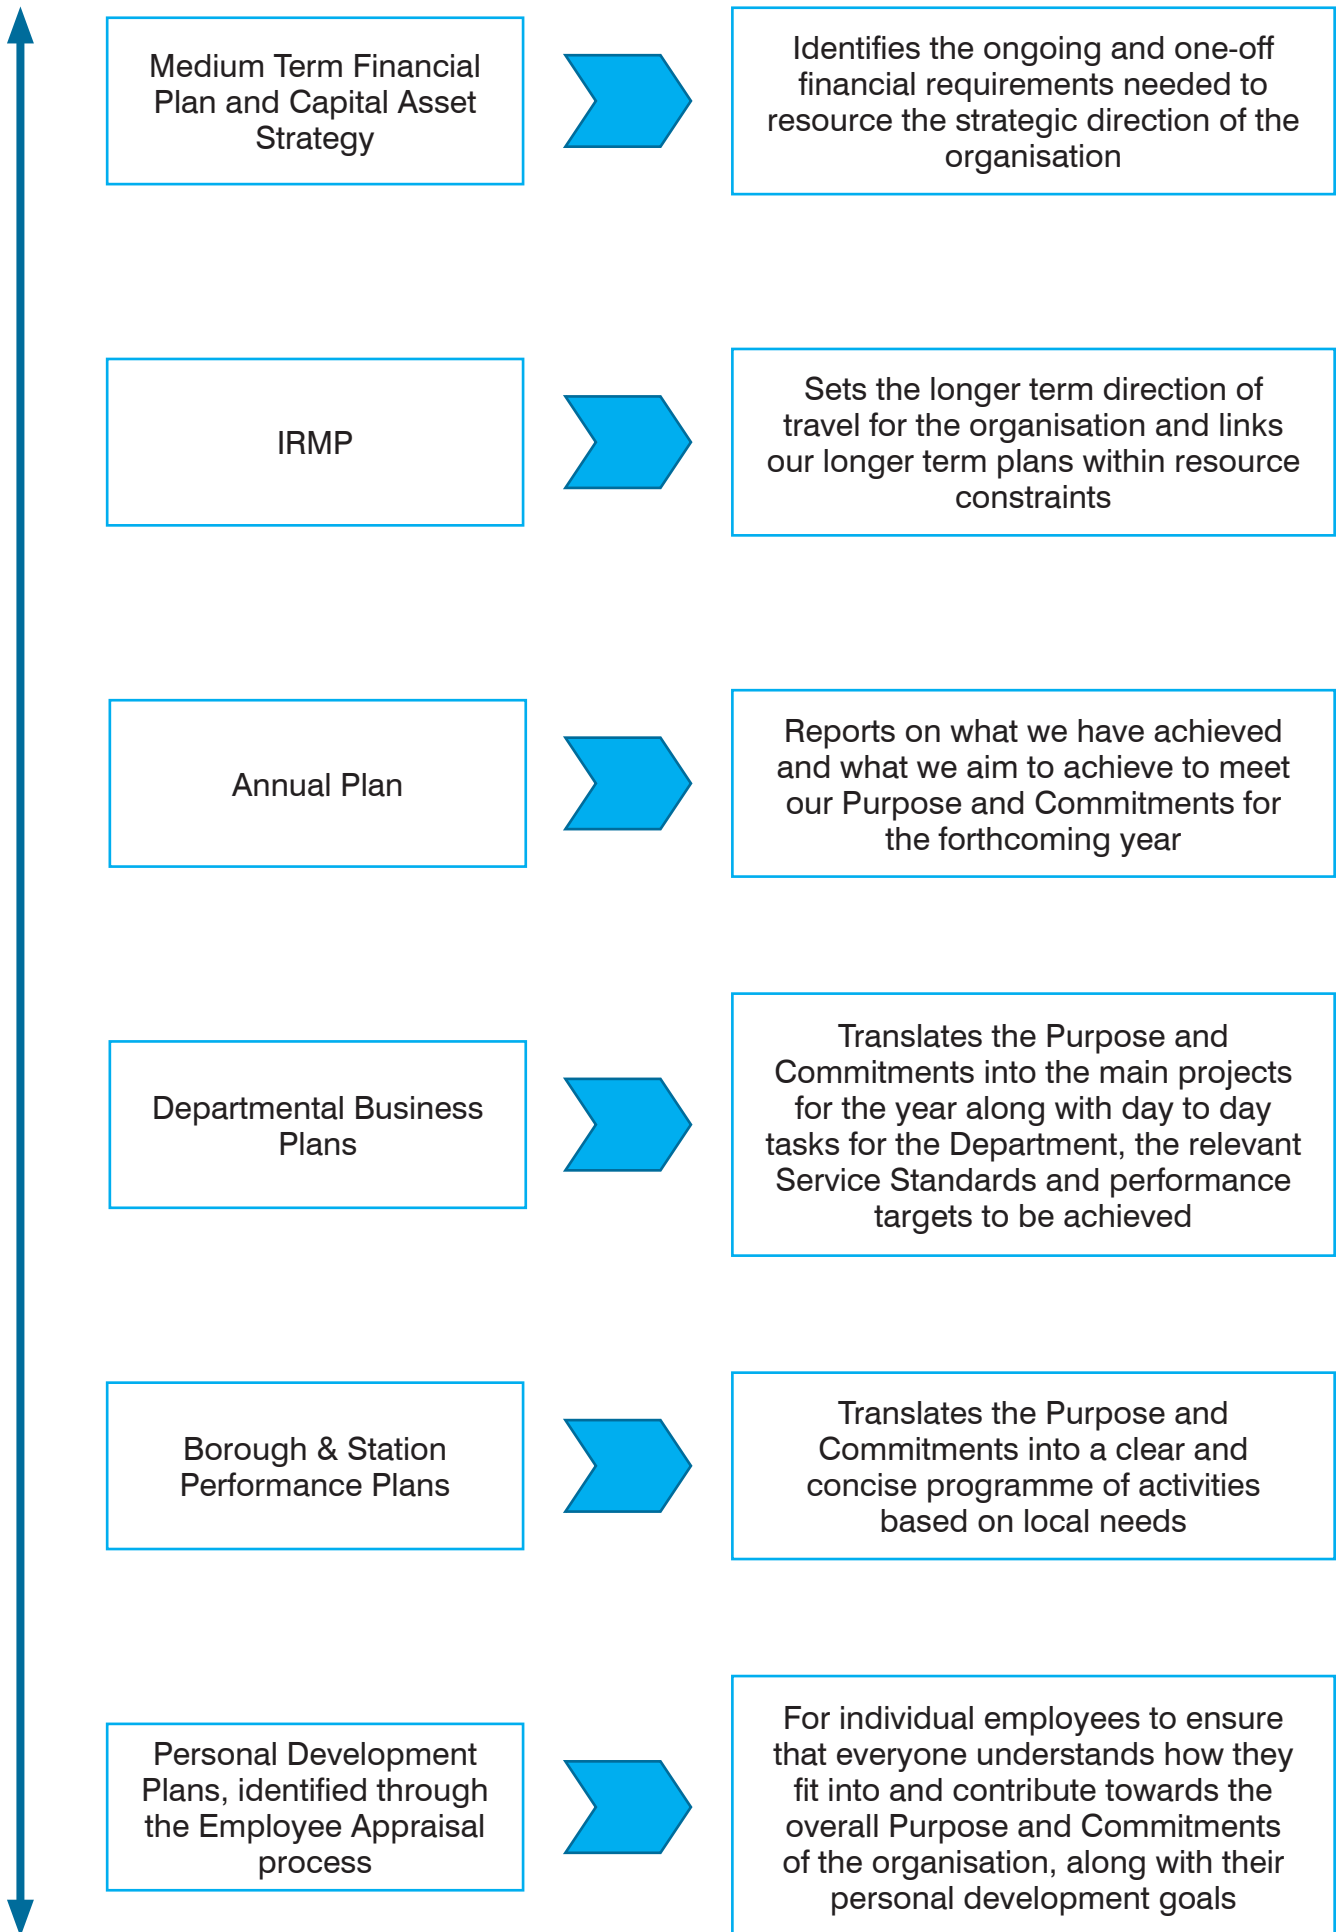 Medium Term Financial
Plan and Capital Asset
Strategy
Identifies the ongoing and one-off
financial requirements needed to
resource the strategic direction of the
organisation
IRMP
Sets the longer term direction of
travel for the organisation and links
our longer term plans within resource
constraints
Annual Plan
Reports on what we have achieved
and what we aim to achieve to meet
our Purpose and Commitments for
the forthcoming year
Departmental Business
Plans
Translates the Purpose and
Commitments into the main projects
for the year along with day to day
tasks for the Department, the relevant
Service Standards and performance
targets to be achieved
Borough & Station
Performance Plans
Translates the Purpose and
Commitments into a clear and
concise programme of activities
based on local needs
Personal Development
Plans, identified through
the Employee Appraisal
process
For individual employees to ensure
that everyone understands how they
fit into and contribute towards the
overall Purpose and Commitments
of the organisation, along with their
personal development goals